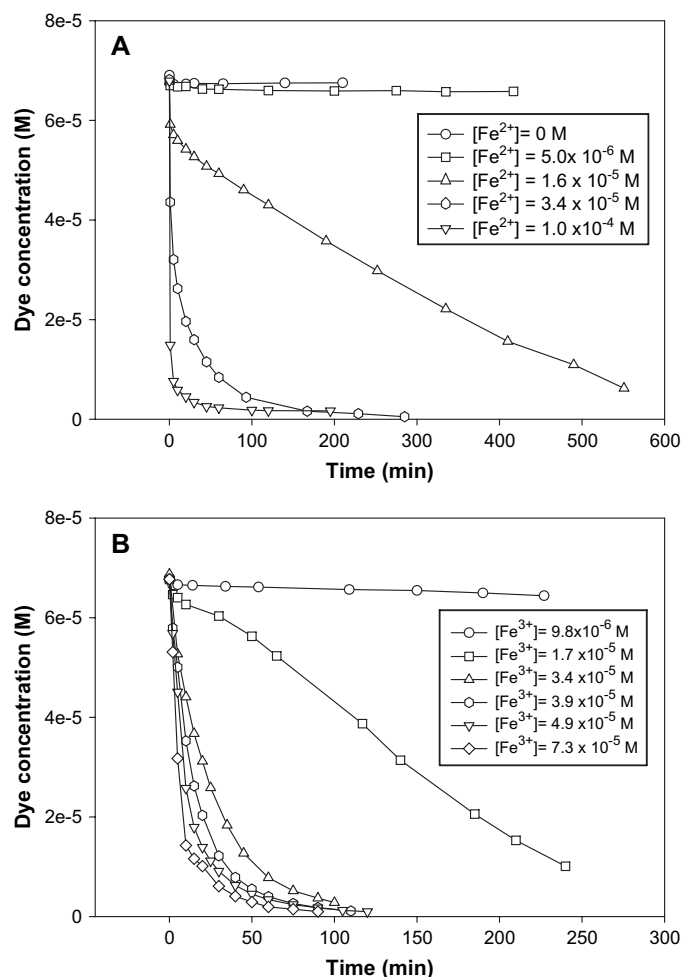 A
8e-5
6e-5
4e-5
2e-5
0
Dye concentration (M)
[Fe²⁺]= 0 M
[Fe²⁺] = 5.0x 10⁻⁶ M
[Fe²⁺] = 1.6 x 10⁻⁵ M
[Fe²⁺] = 3.4 x 10⁻⁵ M
[Fe²⁺] = 1.0 x10⁻⁴ M
0 100 200 300 400 500 600
Time (min)
B
8e-5
6e-5
4e-5
2e-5
0
Dye concentration (M)
[Fe³⁺]= 9.8x10⁻⁶ M
[Fe³⁺]= 1.7 x10⁻⁵ M
[Fe³⁺]= 3.4 x10⁻⁵ M
[Fe³⁺]= 3.9 x10⁻⁵ M
[Fe³⁺]= 4.9 x10⁻⁵ M
[Fe³⁺]= 7.3 x 10⁻⁵ M
0 50 100 150 200 250 300
Time (min)